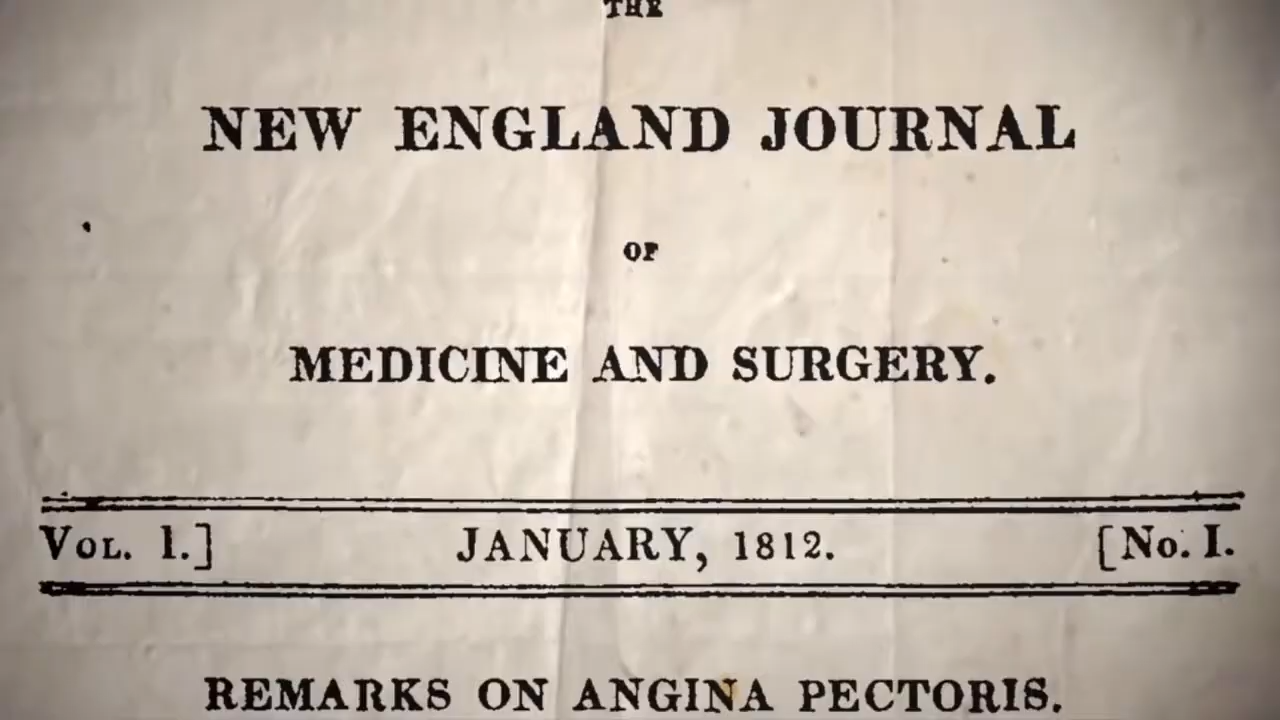 THE
NEW ENGLAND JOURNAL
OF
MEDICINE AND SURGERY.
VOL. 1.] JANUARY, 1812. [No. I.
REMARKS ON ANGINA PECTORIS.